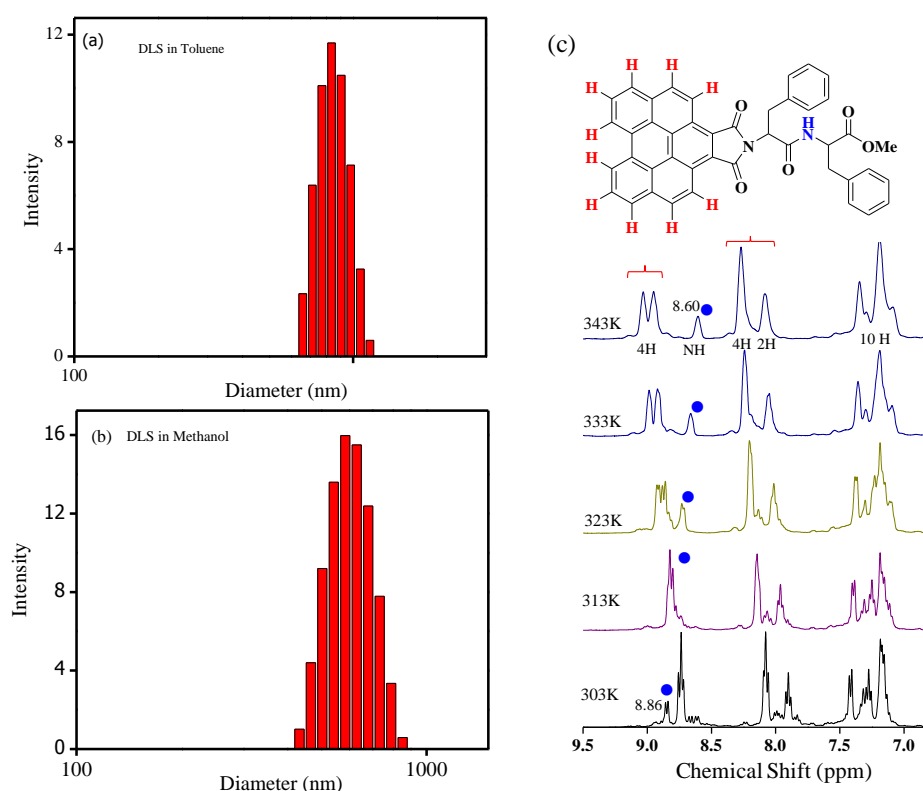 (a)
DLS in Toluene
12
8
4
0
Intensity
100
Diameter (nm)
(b)
DLS in Methanol
16
12
8
4
0
Intensity
100
1000
Diameter (nm)
(c)
H H H H
H H
O
H
N
O
OMe
N
O
H
H
O
H H H H
343K
4H
8.60
NH
4H 2H
10 H
333K
323K
313K
303K
8.86
9.5 9.0 8.5 8.0 7.5 7.0
Chemical Shift (ppm)